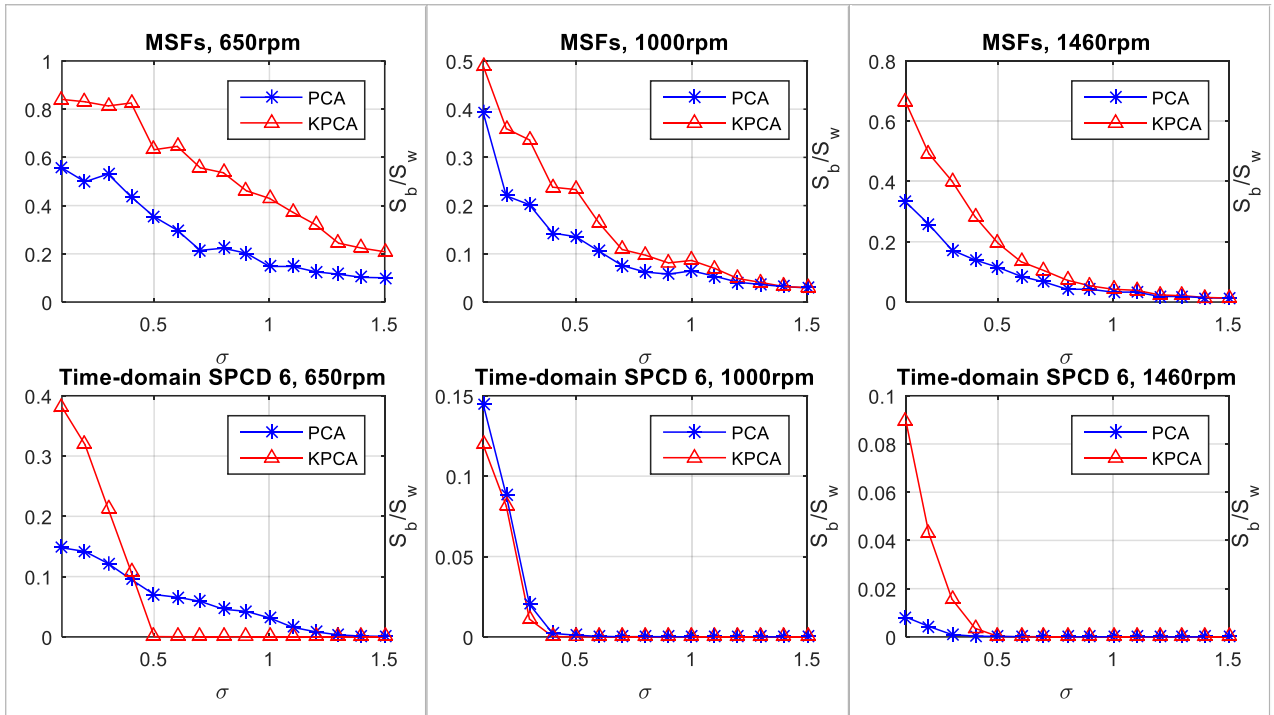 MSFs, 650rpm
1
0.8
0.6
0.4
0.2
0
0.5
1
1.5
σ
PCA
KPCA
MSFs, 1000rpm
S_b/S_w
0.5
0.4
0.3
0.2
0.1
0
0.5
1
1.5
σ
PCA
KPCA
MSFs, 1460rpm
S_b/S_w
0.8
0.6
0.4
0.2
0
0.5
1
1.5
σ
PCA
KPCA
S_b/S_w
Time-domain SPCD 6, 650rpm
0.4
0.3
0.2
0.1
0
0.5
1
1.5
σ
PCA
KPCA
Time-domain SPCD 6, 1000rpm
S_b/S_w
0.15
0.1
0.05
0
0.5
1
1.5
σ
PCA
KPCA
Time-domain SPCD 6, 1460rpm
S_b/S_w
0.1
0.08
0.06
0.04
0.02
0
0.5
1
1.5
σ
PCA
KPCA
S_b/S_w